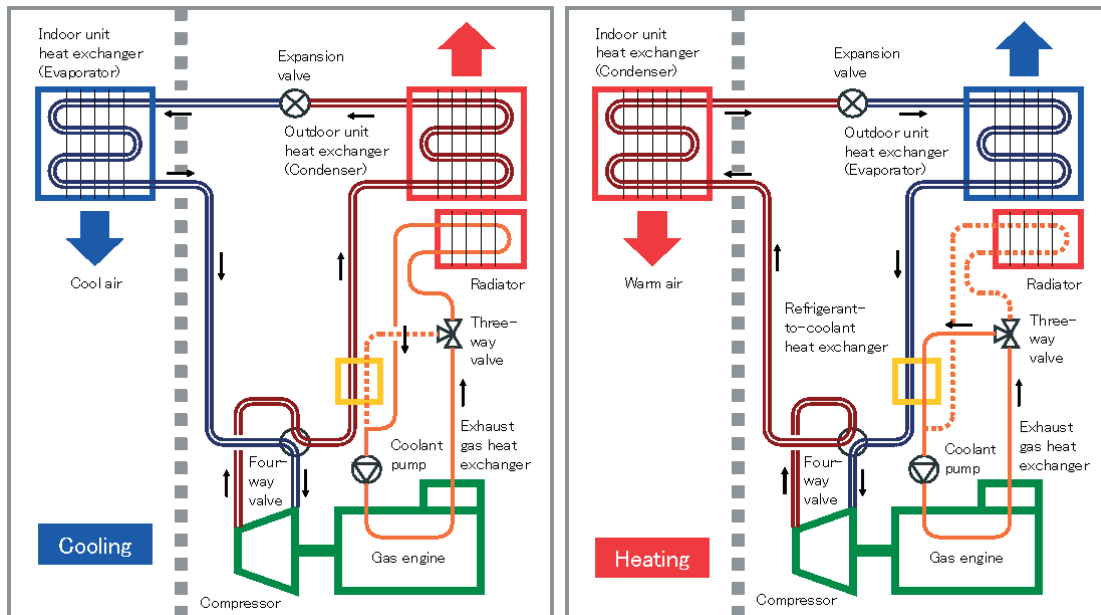 Indoor unit
heat exchanger
(Evaporator)
Expansion
valve
Outdoor unit
heat exchanger
(Condenser)
Cool air
Radiator
Three-
way
valve
Exhaust
gas heat
exchanger
Coolant
pump
Four-
way
valve
Cooling
Gas engine
Compressor
Indoor unit
heat exchanger
(Condenser)
Expansion
valve
Outdoor unit
heat exchanger
(Evaporator)
Warm air
Radiator
Refrigerant-
to-coolant
heat exchanger
Three-
way
valve
Exhaust
gas heat
exchanger
Coolant
pump
Four-
way
valve
Heating
Gas engine
Compressor